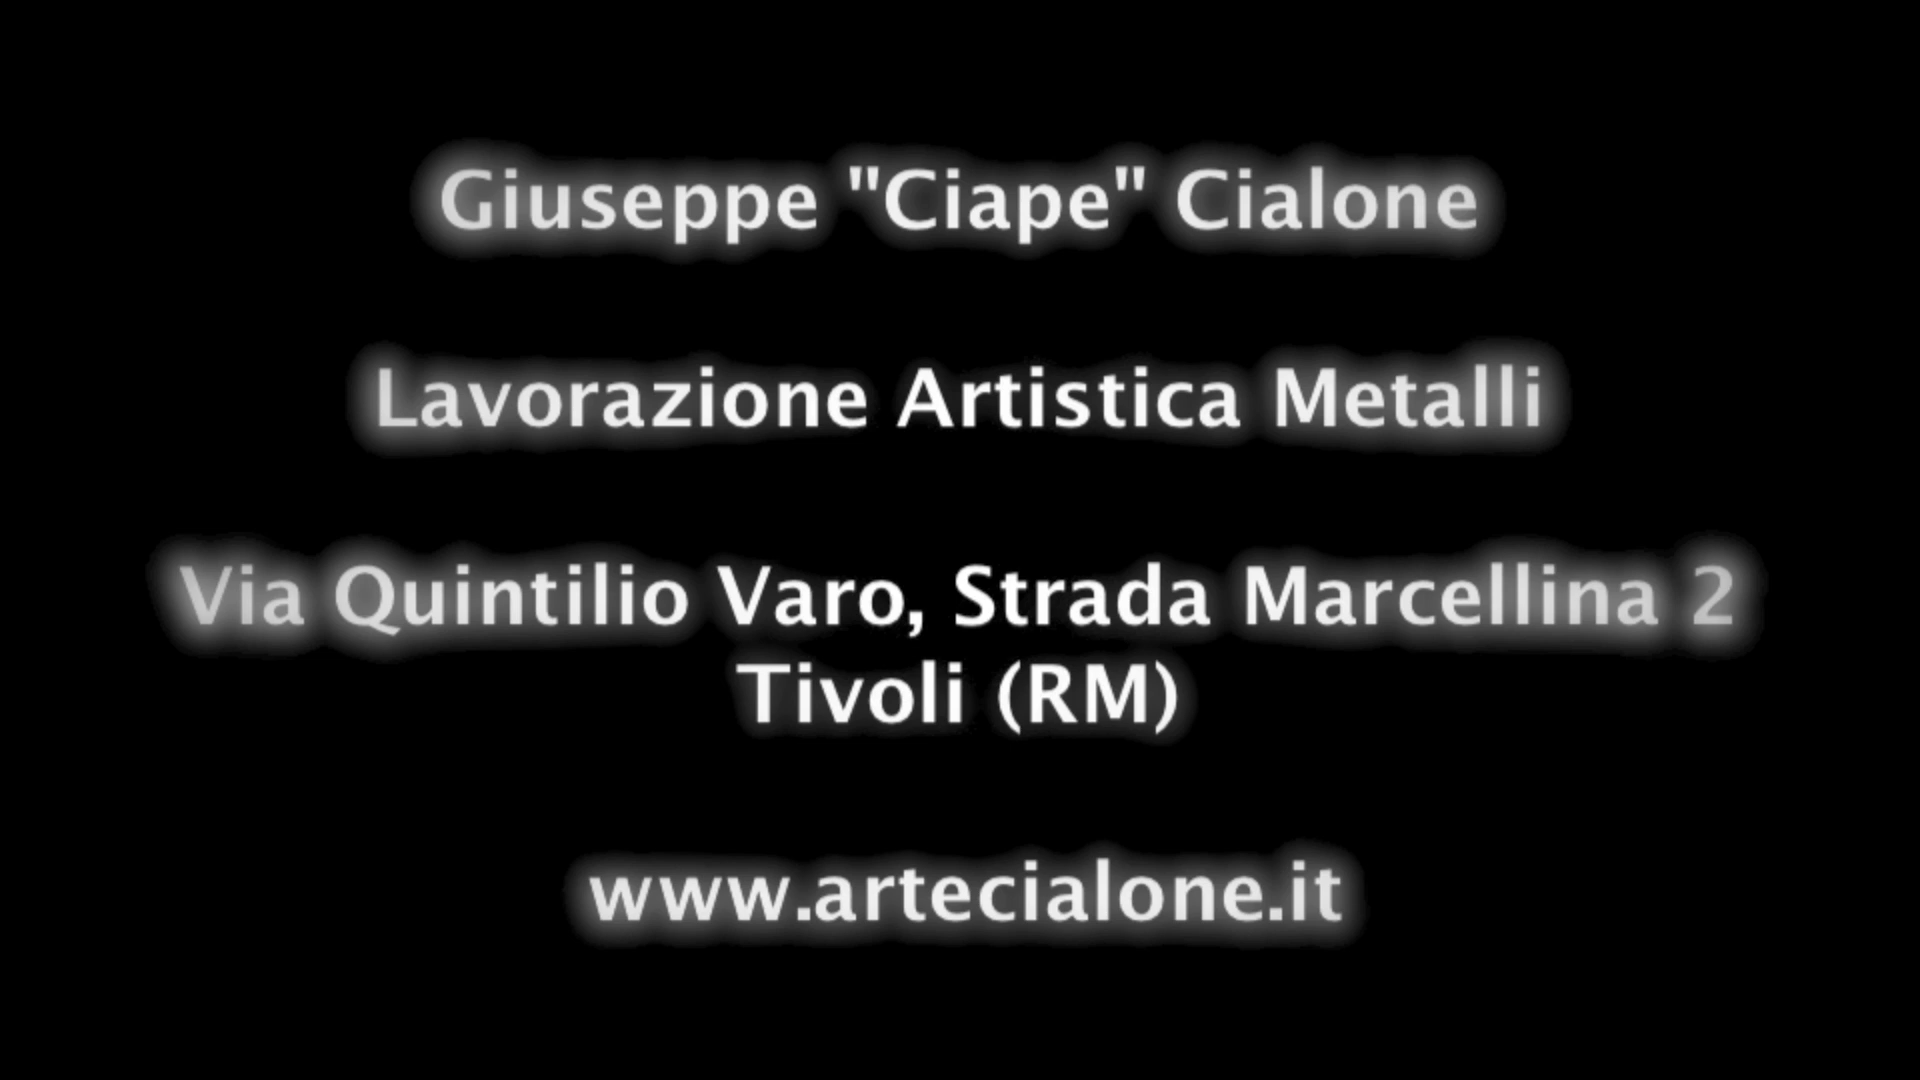 Giuseppe "Ciape" Cialone
Lavorazione Artistica Metalli
Via Quintilio Varo, Strada Marcellina 2
Tivoli (RM)
www.artecialone.it